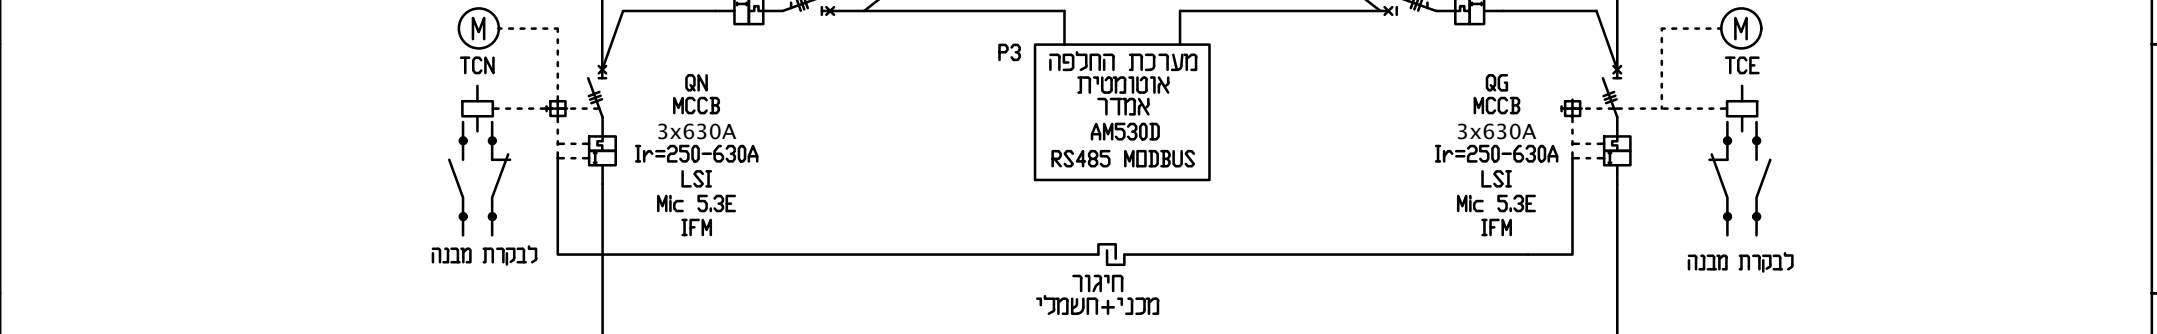 M
TCN
לבקרת מבנה
QN
MCCB
3x630A
Ir=250-630A
LSI
Mic 5.3E
IFM
P3
מערכת החלפה
אוטומטית
אמדר
AM530D
RS485 MODBUS
חיגור
מכני+חשמלי
QG
MCCB
3x630A
Ir=250-630A
LSI
Mic 5.3E
IFM
M
TCE
לבקרת מבנה